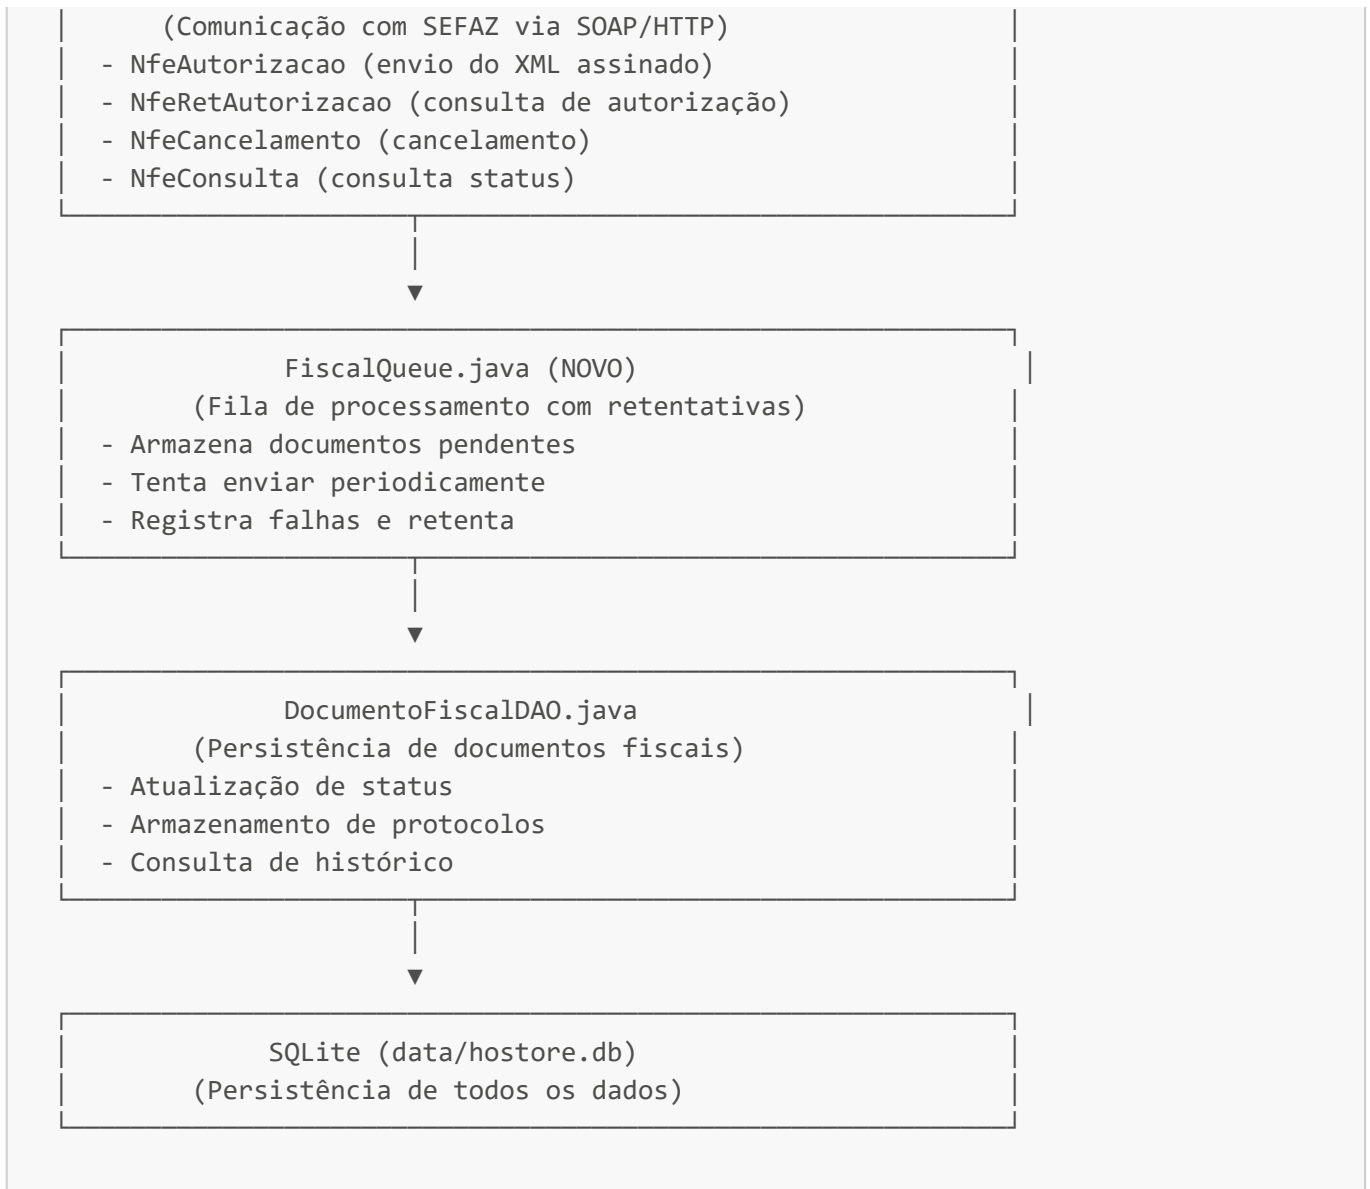 (Comunicação com SEFAZ via SOAP/HTTP)
- NfeAutorizacao (envio do XML assinado)
- NfeRetAutorizacao (consulta de autorização)
- NfeCancelamento (cancelamento)
- NfeConsulta (consulta status)
▼
FiscalQueue.java (NOVO)
(Fila de processamento com retentativas)
- Armazena documentos pendentes
- Tenta enviar periodicamente
- Registra falhas e retenta
▼
DocumentoFiscalDAO.java
(Persistência de documentos fiscais)
- Atualização de status
- Armazenamento de protocolos
- Consulta de histórico
▼
SQLite (data/hostore.db)
(Persistência de todos os dados)